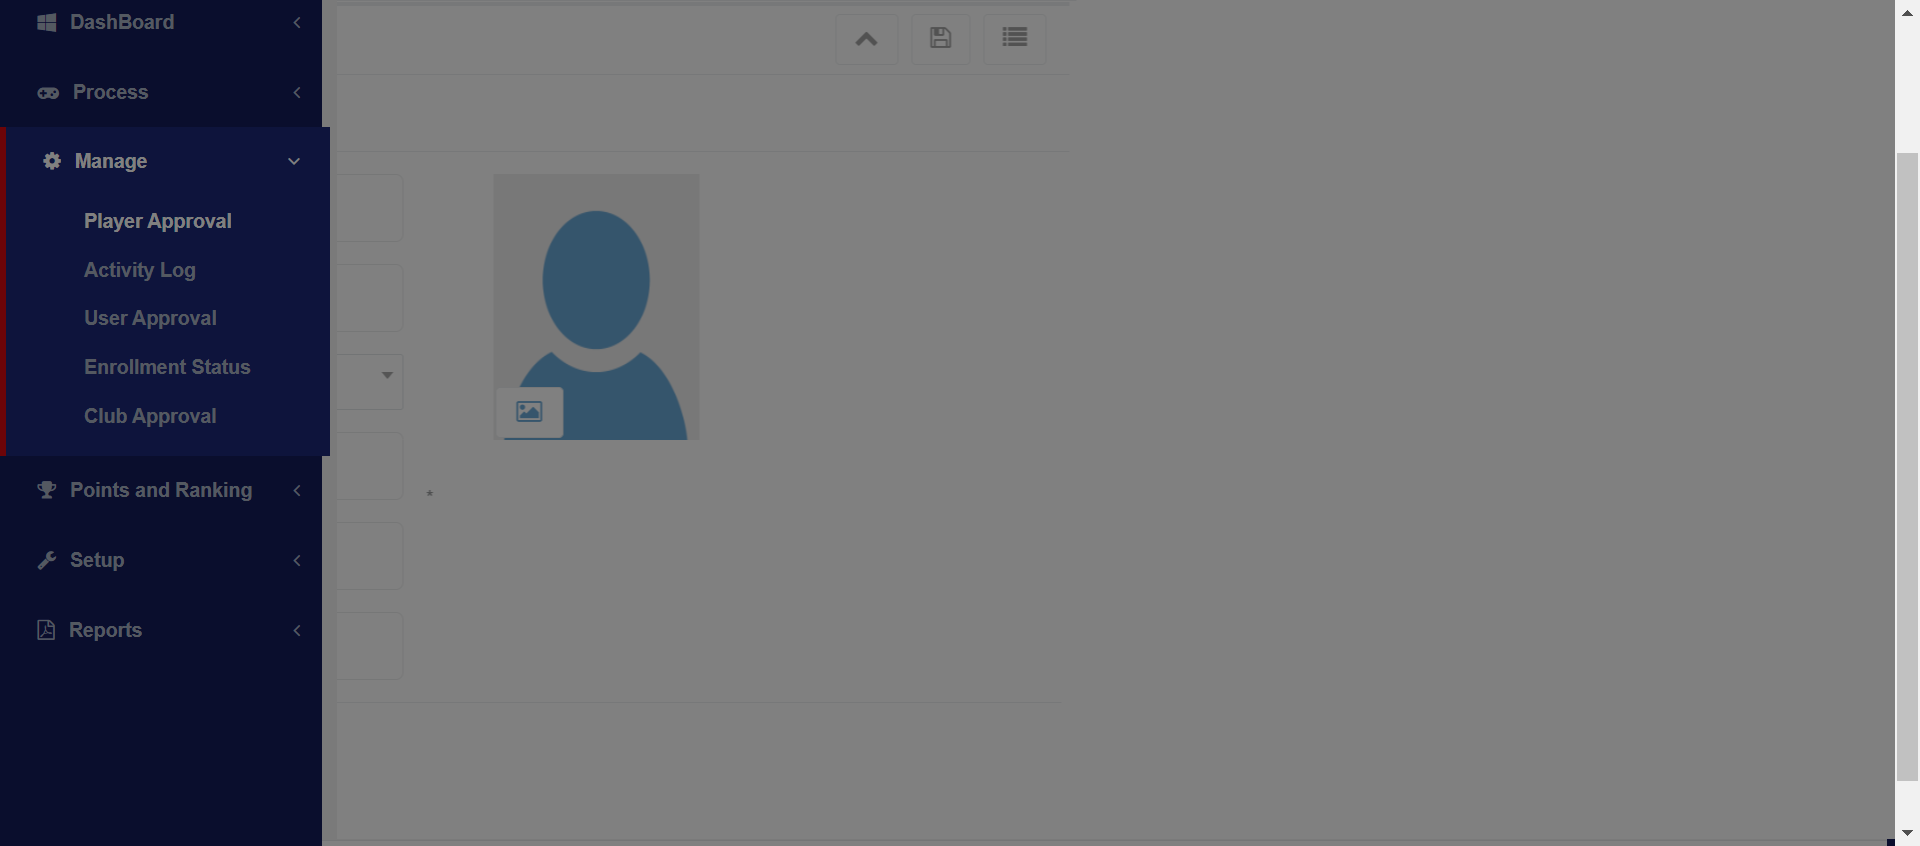 DashBoard
Process
Manage
Player Approval
Activity Log
User Approval
Enrollment Status
Club Approval
Points and Ranking
*
Setup
Reports